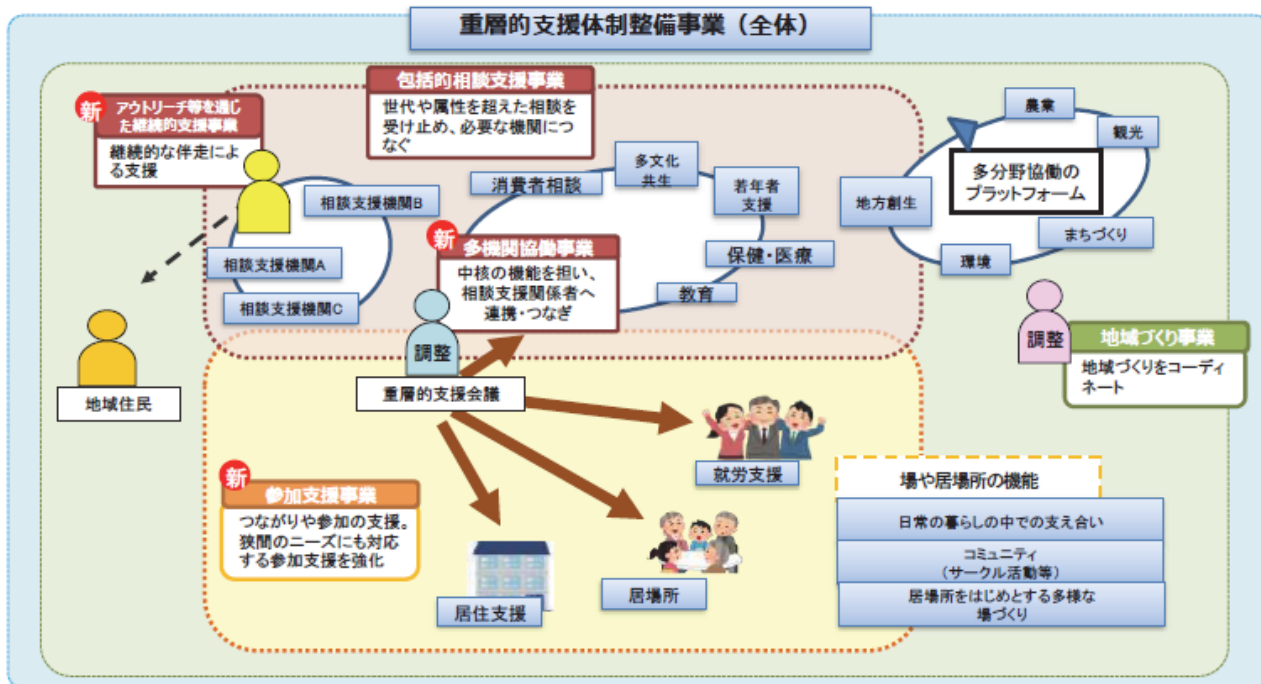 重層的支援体制整備事業（全体）
新
アウトリーチ等を通じ
た継続的支援事業
継続的な伴走によ
る支援
包括的相談支援事業
世代や属性を超えた相談を
受け止め、必要な機関につ
なぐ
相談支援機関B
相談支援機関A
相談支援機関C
消費者相談
多文化
共生
若年者
支援
保健・医療
教育
新
多機関協働事業
中核の機能を担い、
相談支援関係者へ
連携・つなぎ
調整
重層的支援会議
地域住民
農業
観光
多分野協働の
プラットフォーム
地方創生
まちづくり
環境
調整
地域づくり事業
地域づくりをコーディ
ネート
新
参加支援事業
つながりや参加の支援。
狭間のニーズにも対応
する参加支援を強化
就労支援
居場所
居住支援
場や居場所の機能
日常の暮らしの中での支え合い
コミュニティ
（サークル活動等）
居場所をはじめとする多様な
場づくり